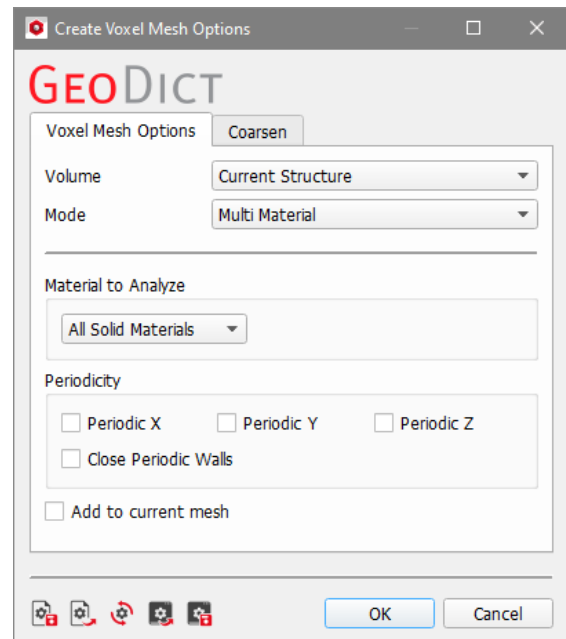 Create Voxel Mesh Options
GEODICT
Voxel Mesh Options Coarsen
Volume Current Structure
Mode Multi Material
Material to Analyze
All Solid Materials
Periodicity
Periodic X Periodic Y Periodic Z
Close Periodic Walls
Add to current mesh
OK Cancel